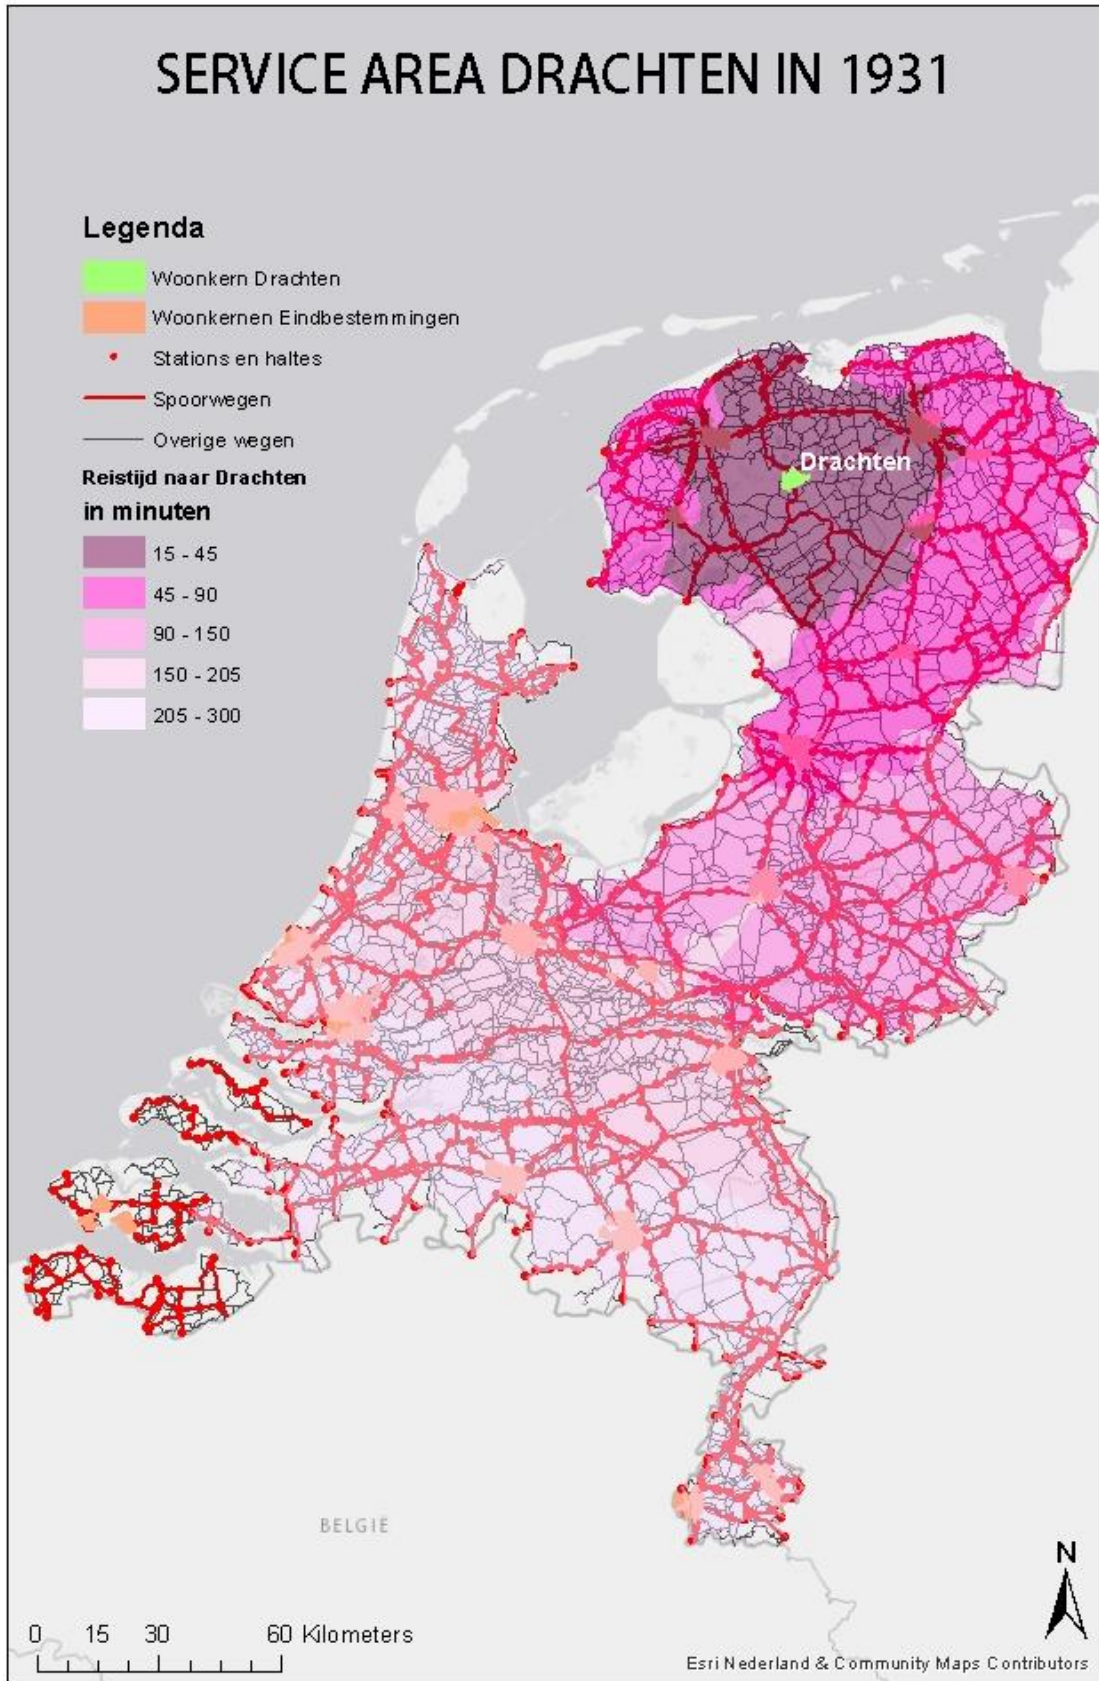 SERVICE AREA DRACHTEN IN 1931
Legenda
Woonkern Drachten
Woonkernen Eindbestemmingen
Stations en haltes
Spoorwegen
Overige wegen
Reistijd naar Drachten
in minuten
15 - 45
45 - 90
90 - 150
150 - 205
205 - 300
Drachten
BELGIË
N
0 15 30 60 Kilometers
Esri Nederland & Community Maps Contributors